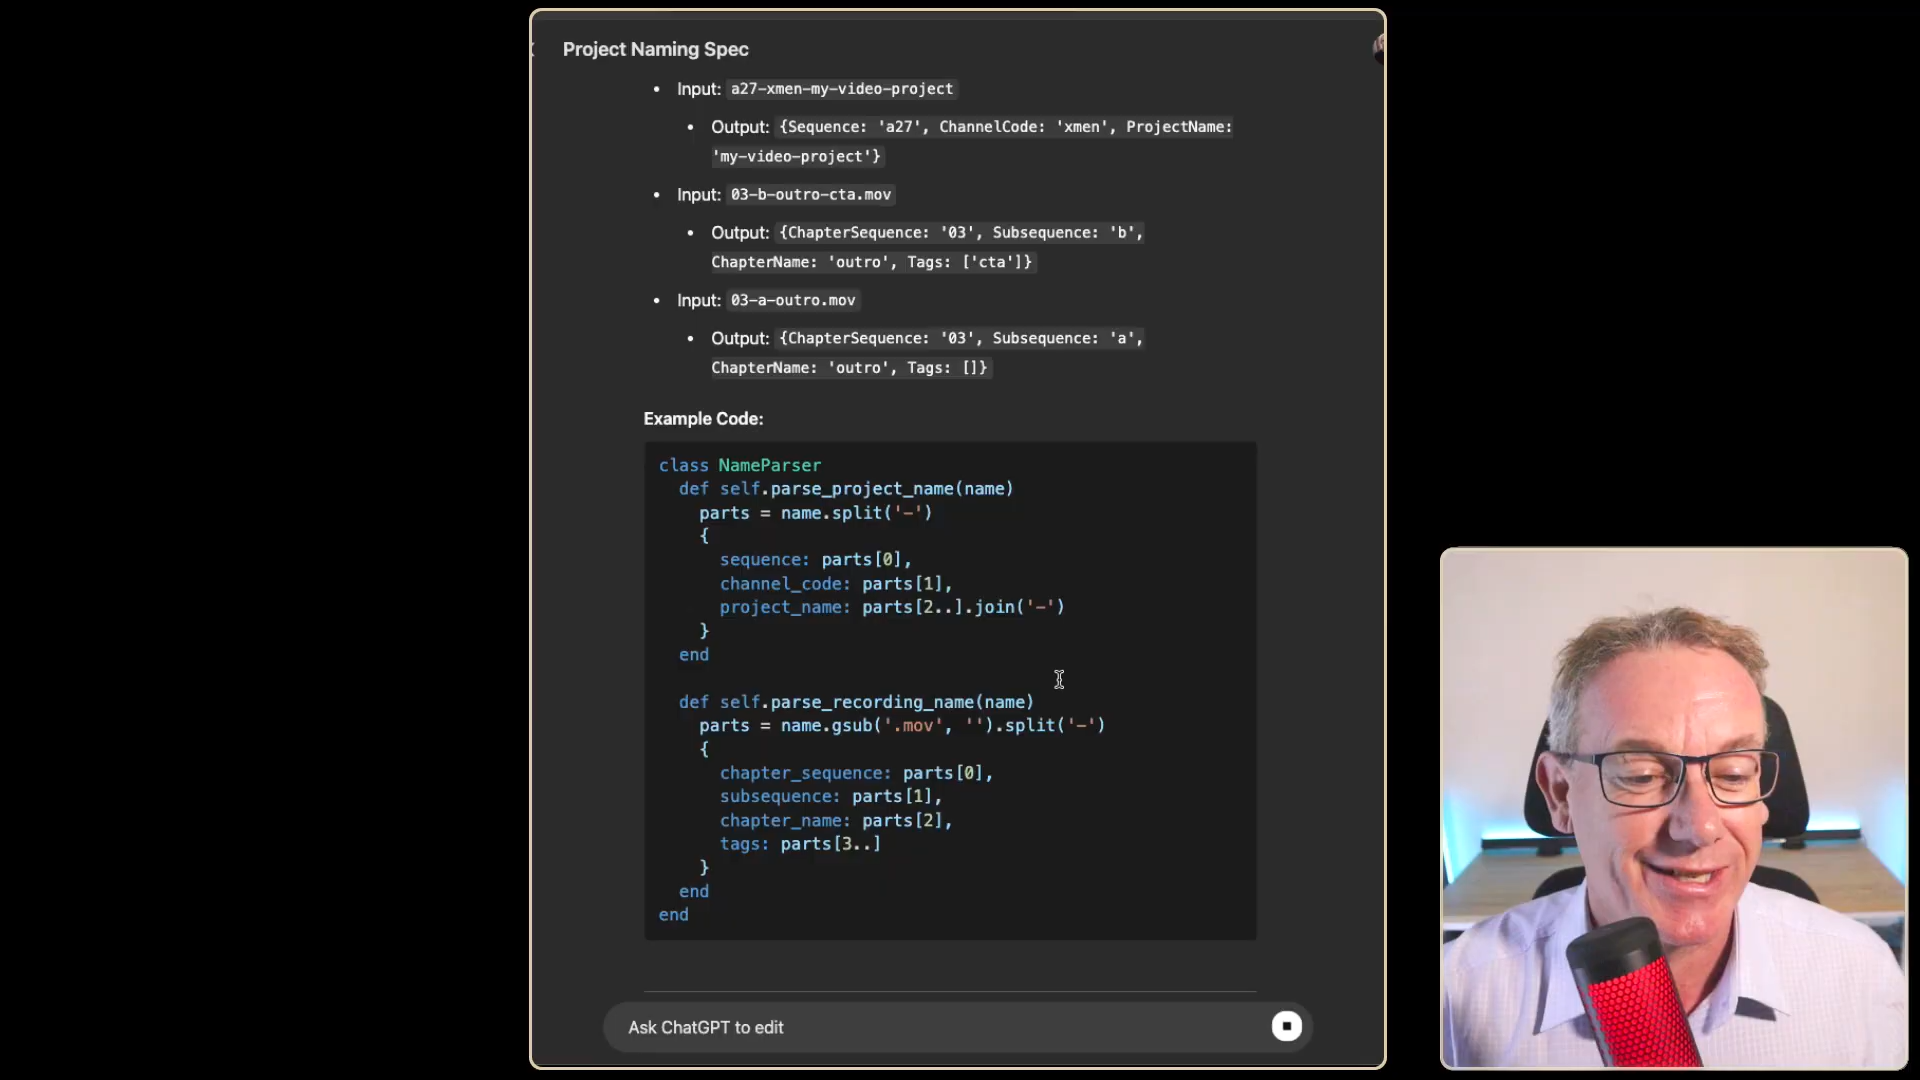 Project Naming Spec
• Input: a27-xmen-my-video-project
• Output: {Sequence: 'a27', ChannelCode: 'xmen', ProjectName:
'my-video-project'}
• Input: 03-b-outro-cta.mov
• Output: {ChapterSequence: '03', Subsequence: 'b',
ChapterName: 'outro', Tags: ['cta']}
• Input: 03-a-outro.mov
• Output: {ChapterSequence: '03', Subsequence: 'a',
ChapterName: 'outro', Tags: []}
Example Code:
class NameParser
def self.parse_project_name(name)
parts = name.split('-')
{
sequence: parts[0],
channel_code: parts[1],
project_name: parts[2..].join('-')
}
end
def self.parse_recording_name(name)
parts = name.gsub('.mov', '').split('-')
{
chapter_sequence: parts[0],
subsequence: parts[1],
chapter_name: parts[2],
tags: parts[3..]
}
end
end
Ask ChatGPT to edit